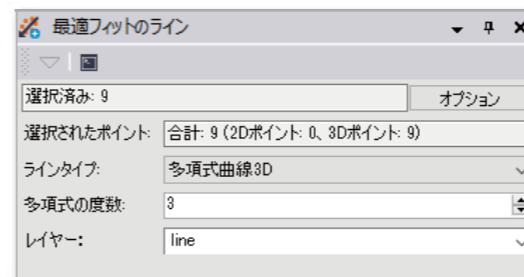 最適フィットのライン
選択済み: 9
オプション
選択されたポイント: 合計: 9 (2Dポイント: 0、3Dポイント: 9)
ラインタイプ: 多項式曲線3D
多項式の度数: 3
レイヤー: line